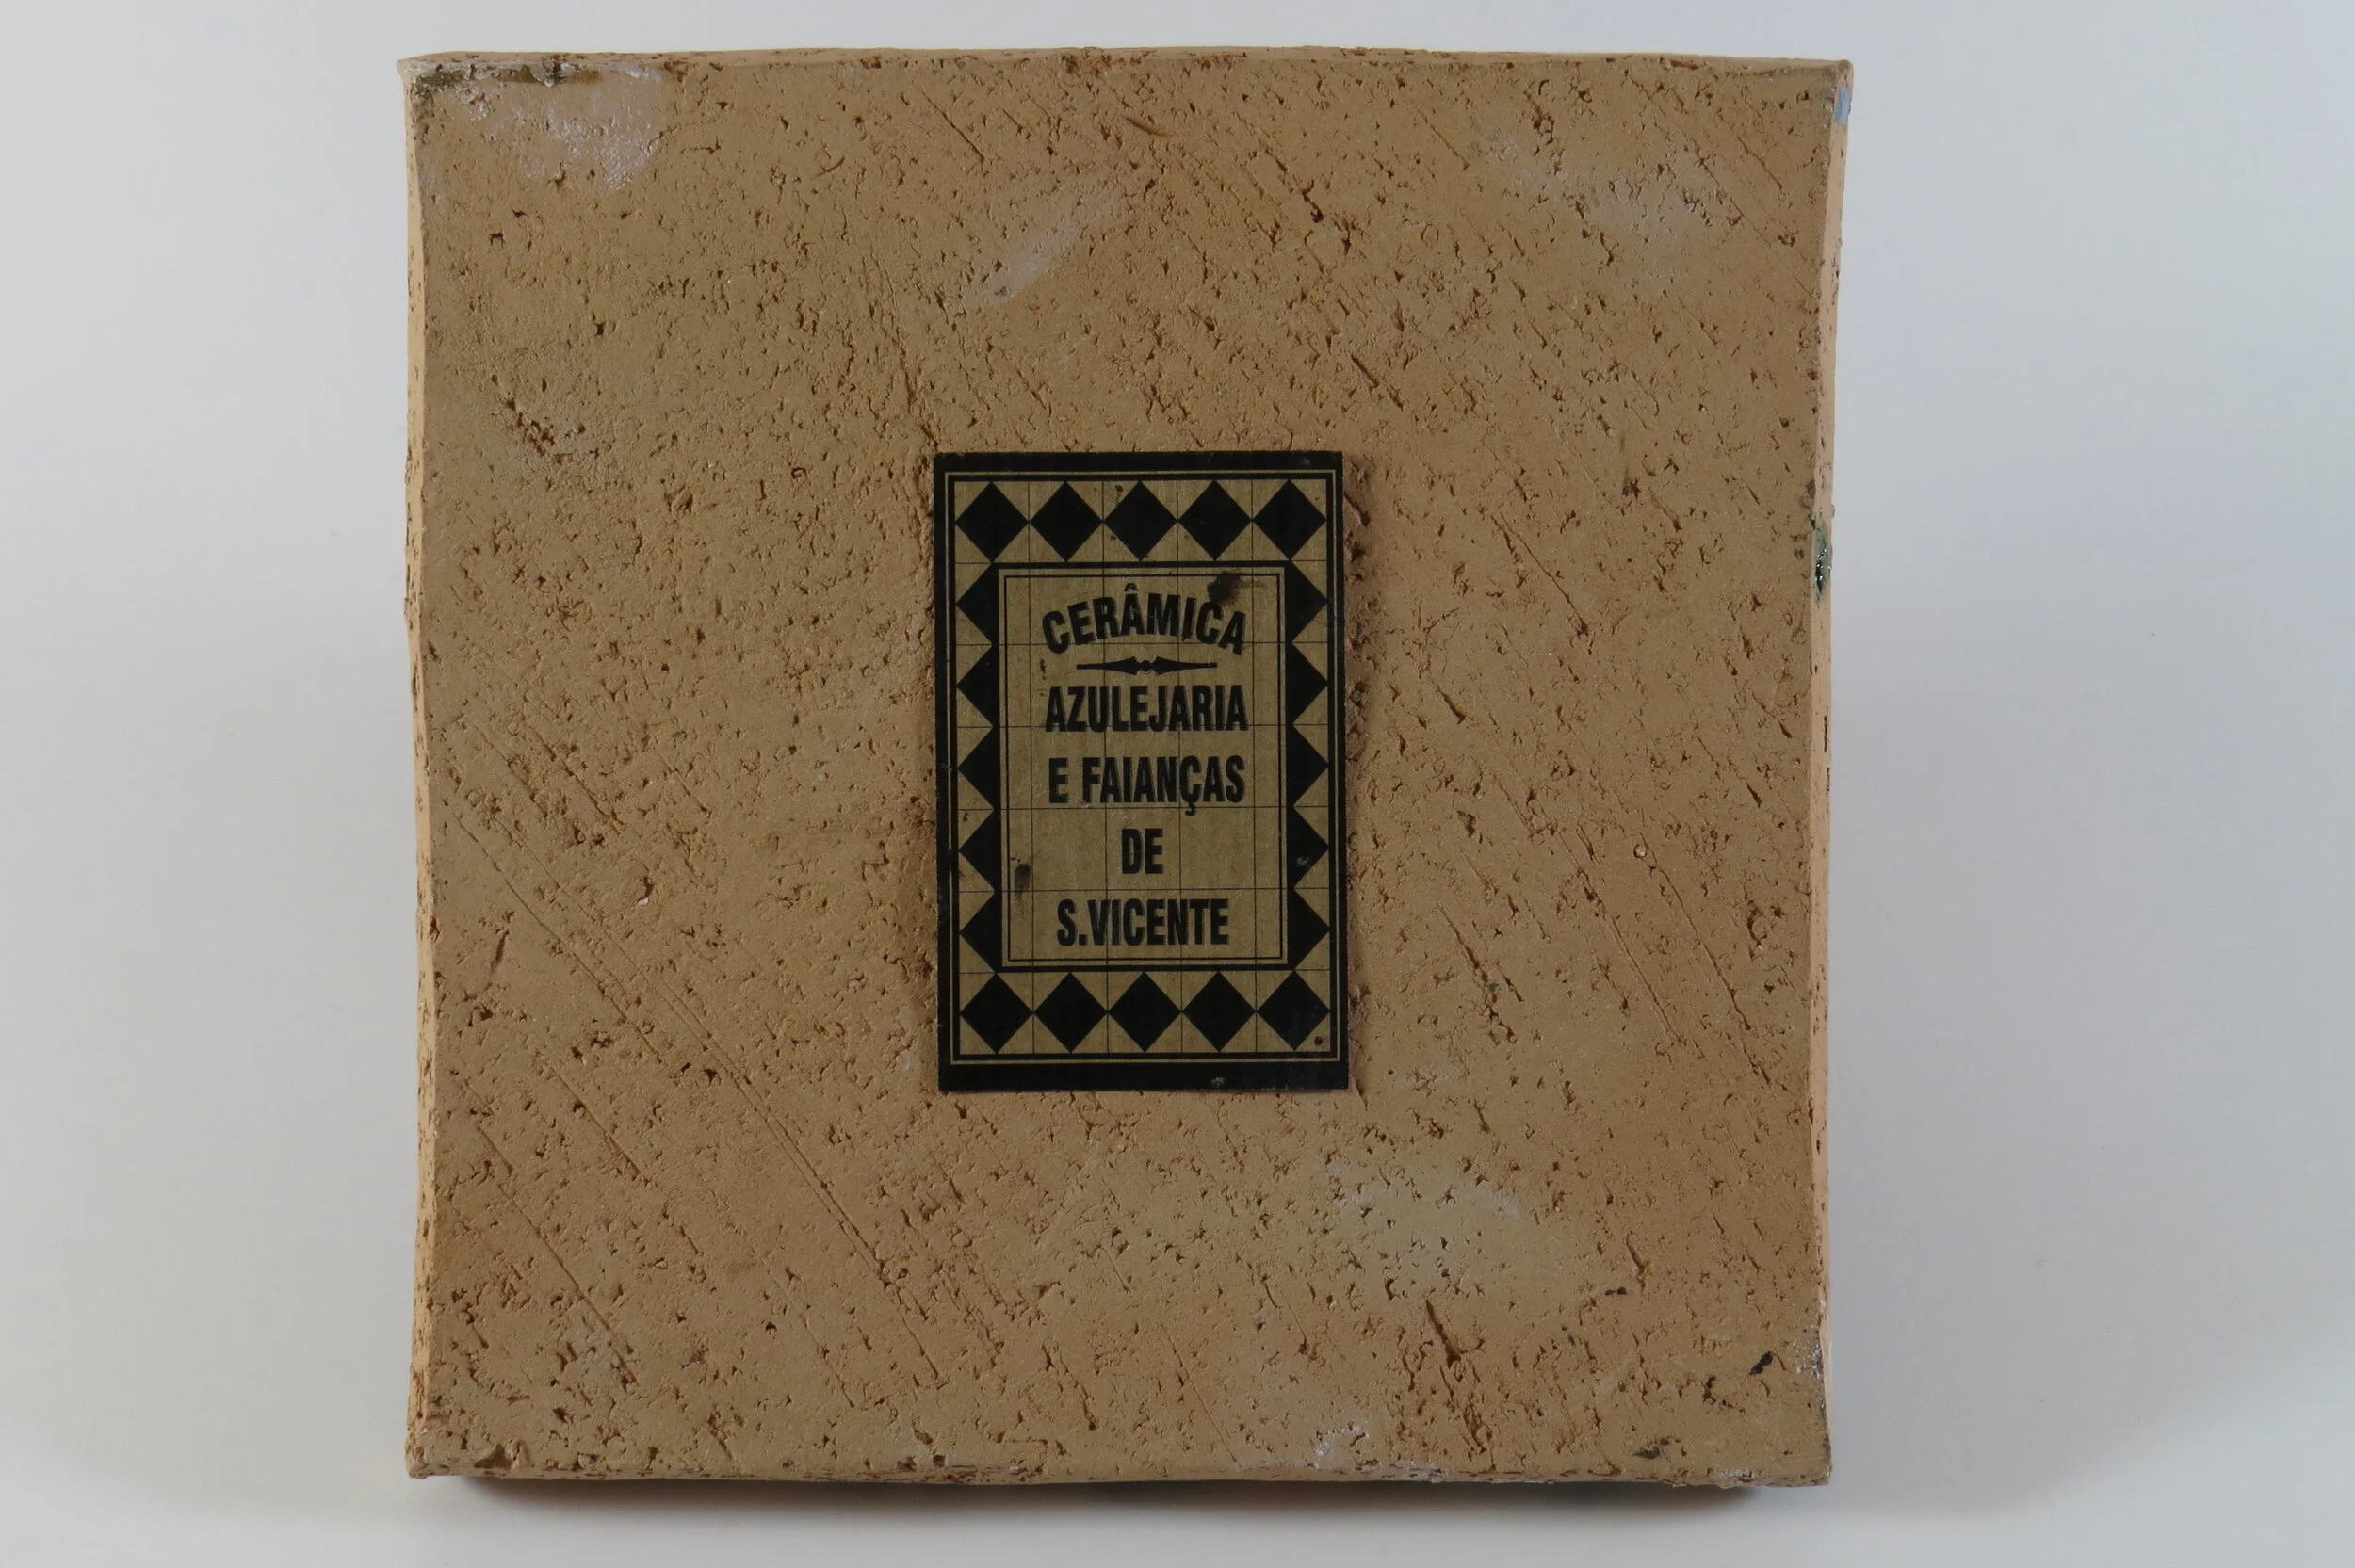 CERÂMICA
AZULEJARIA
E FAIANÇAS
DE
S.VICENTE